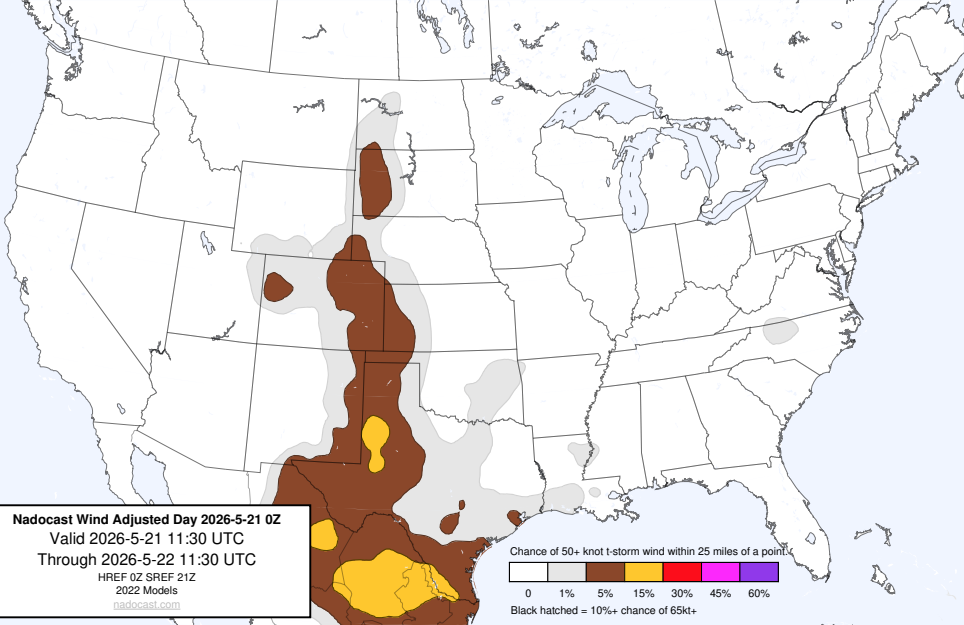 Nadocast Wind Adjusted Day 2026-5-21 0Z
Valid 2026-5-21 11:30 UTC
Through 2026-5-22 11:30 UTC
HREF 0Z SREF 21Z
2022 Models
nadocast.com
Chance of 50+ knot t-storm wind within 25 miles of a point.
0 1% 5% 15% 30% 45% 60%
Black hatched = 10%+ chance of 65kt+